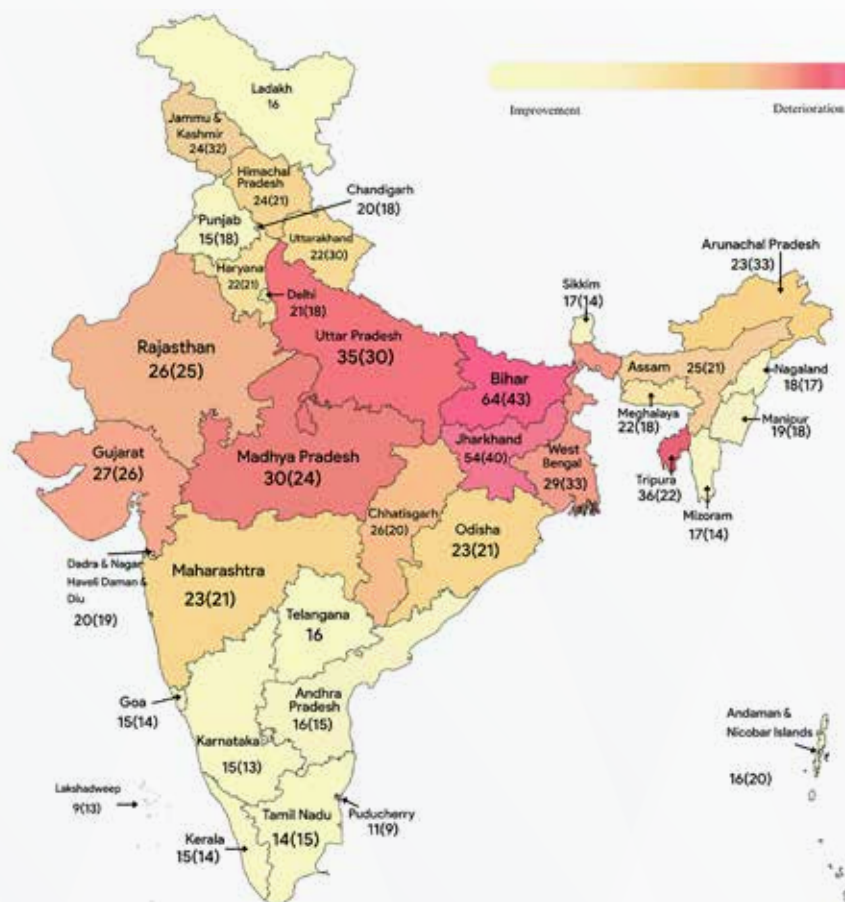 Ladakh
16
Improvement
Deterioration
Jammu &
Kashmir
24(32)
Himachal
Pradesh
24(21)
Chandigarh
20(18)
Punjab
15(18)
Uttarakhand
22(30)
Haryana
22(21)
Delhi
21(18)
Arunachal Pradesh
23(33)
Sikkim
17(14)
Rajasthan
26(25)
Uttar Pradesh
35(30)
Bihar
64(43)
Assam 25(21)
Nagaland
18(17)
Meghalaya
22(18)
Manipur
19(18)
Gujarat
27(26)
Madhya Pradesh
30(24)
Jharkhand
54(40)
West
Bengal
29(33)
Tripura
36(22)
Mizoram
17(14)
Chhatisgarh
26(20)
Odisha
23(21)
Dadra & Nagar
Haveli Daman &
Diu
20(19)
Maharashtra
23(21)
Telangana
16
Goa
15(14)
Andhra
Pradesh
16(15)
Karnataka
15(13)
Andaman &
Nicobar Islands
16(20)
Lakshadweep
9(13)
Kerala
15(14)
Tamil Nadu
14(15)
Puducherry
11(9)